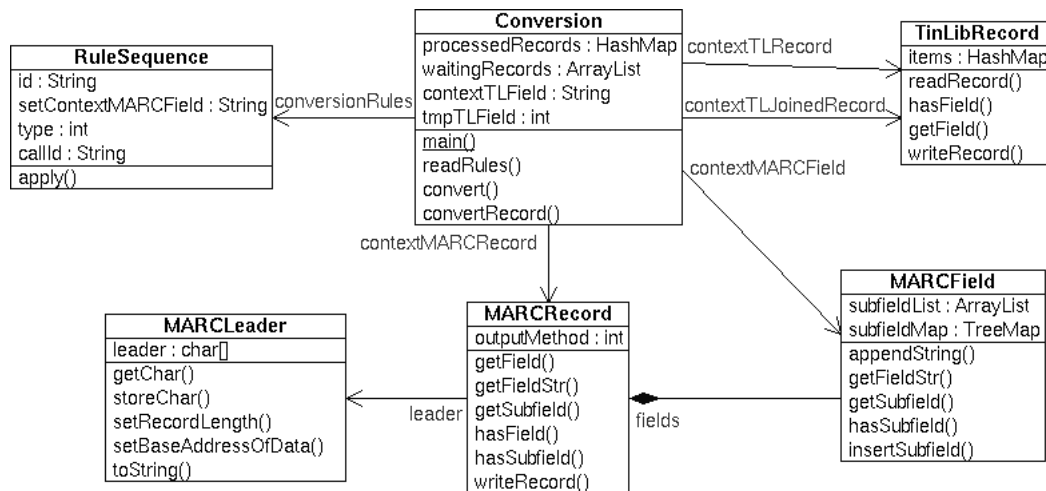 Conversion
processedRecords : HashMap
waitingRecords : ArrayList
contextTLField : String
tmpTLField : int
main()
readRules()
convert()
convertRecord()
RuleSequence
id : String
setContextMARCField : String
type : int
callId : String
apply()
conversionRules
contextTLRecord
contextTLJoinedRecord
contextMARCField
contextMARCRecord
TinLibRecord
items : HashMap
readRecord()
hasField()
getField()
writeRecord()
MARCLeader
leader : char[]
getChar()
storeChar()
setRecordLength()
setBaseAddressOfData()
toString()
leader
MARCRecord
outputMethod : int
getField()
getFieldStr()
getSubfield()
hasField()
hasSubfield()
writeRecord()
fields
MARCField
subfieldList : ArrayList
subfieldMap : TreeMap
appendString()
getFieldStr()
getSubfield()
hasSubfield()
insertSubfield()